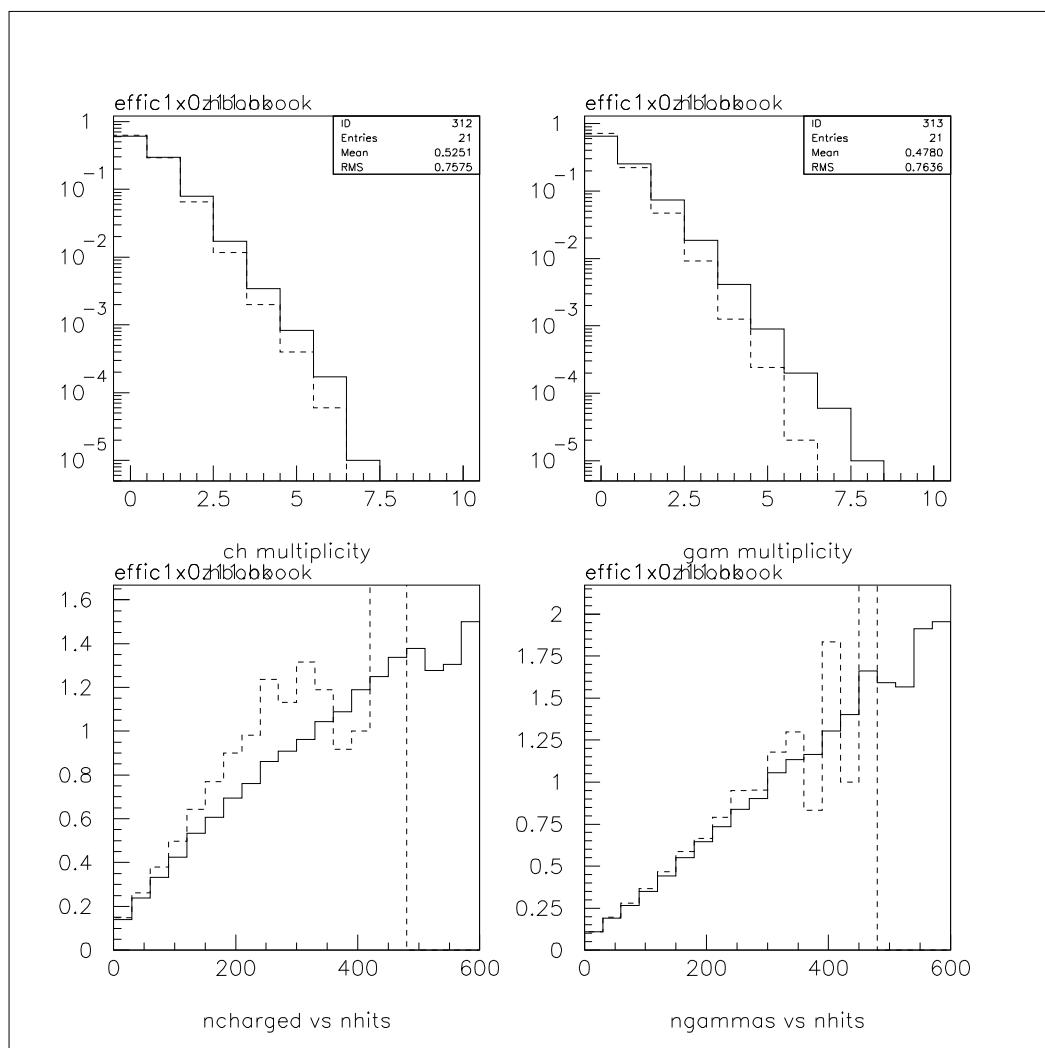 effic1x0z
ID 312
Entries 21
Mean 0.5251
RMS 0.7575
1
10 -1
10 -2
10 -3
10 -4
10 -5
0 2.5 5 7.5 10
ch multiplicity
ID 313
Entries 21
Mean 0.4780
RMS 0.7636
1
10 -1
10 -2
10 -3
10 -4
10 -5
0 2.5 5 7.5 10
gam multiplicity
1.6
1.4
1.2
1
0.8
0.6
0.4
0.2
0
0 200 400 600
ncharged vs nhits
2
1.75
1.5
1.25
1
0.75
0.5
0.25
0
0 200 400 600
ngammas vs nhits